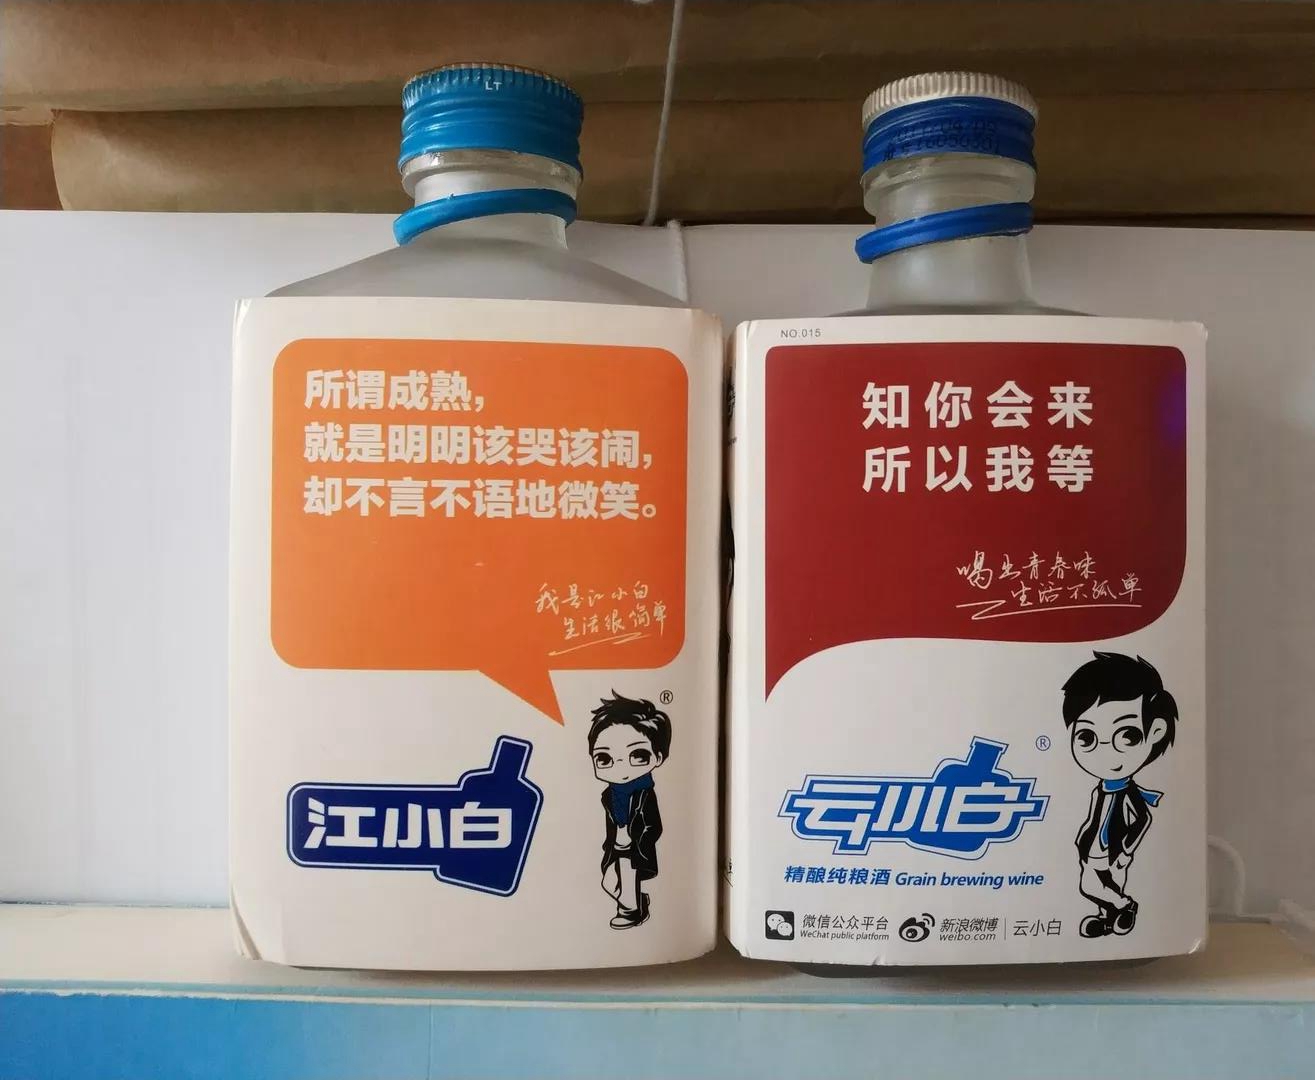 LT
所谓成熟，
就是明明该哭该闹，
却不言不语地微笑。
我是江小白
生活很简单
®
江小白
NO.015
知你会来
所以我等
喝出青春味
生活不孤单
®
云小白
精酿纯粮酒 Grain brewing wine
微信公众平台
WeChat public platform
新浪微博
weibo.com
云小白